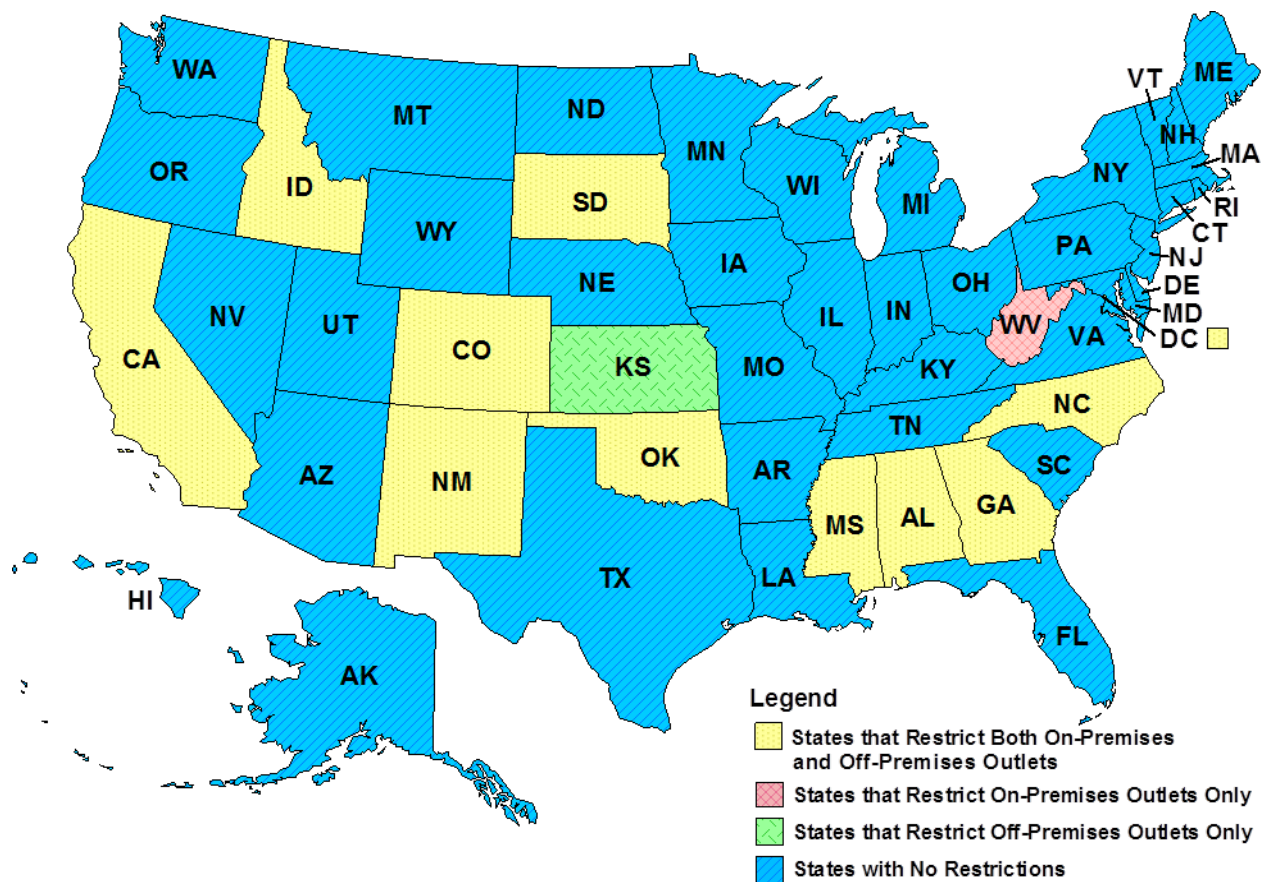 WA
MT
ND
MN
VT
ME
NH
MA
OR
ID
SD
WI
MI
NY
RI
CT
WY
IA
PA
NJ
NE
OH
DE
NV
UT
IL
IN
WV
MD
VA
DC
CA
CO
KS
MO
KY
NC
TN
AZ
NM
OK
AR
SC
MS
AL
GA
HI
TX
LA
FL
AK
Legend
States that Restrict Both On-Premises
and Off-Premises Outlets
States that Restrict On-Premises Outlets Only
States that Restrict Off-Premises Outlets Only
States with No Restrictions